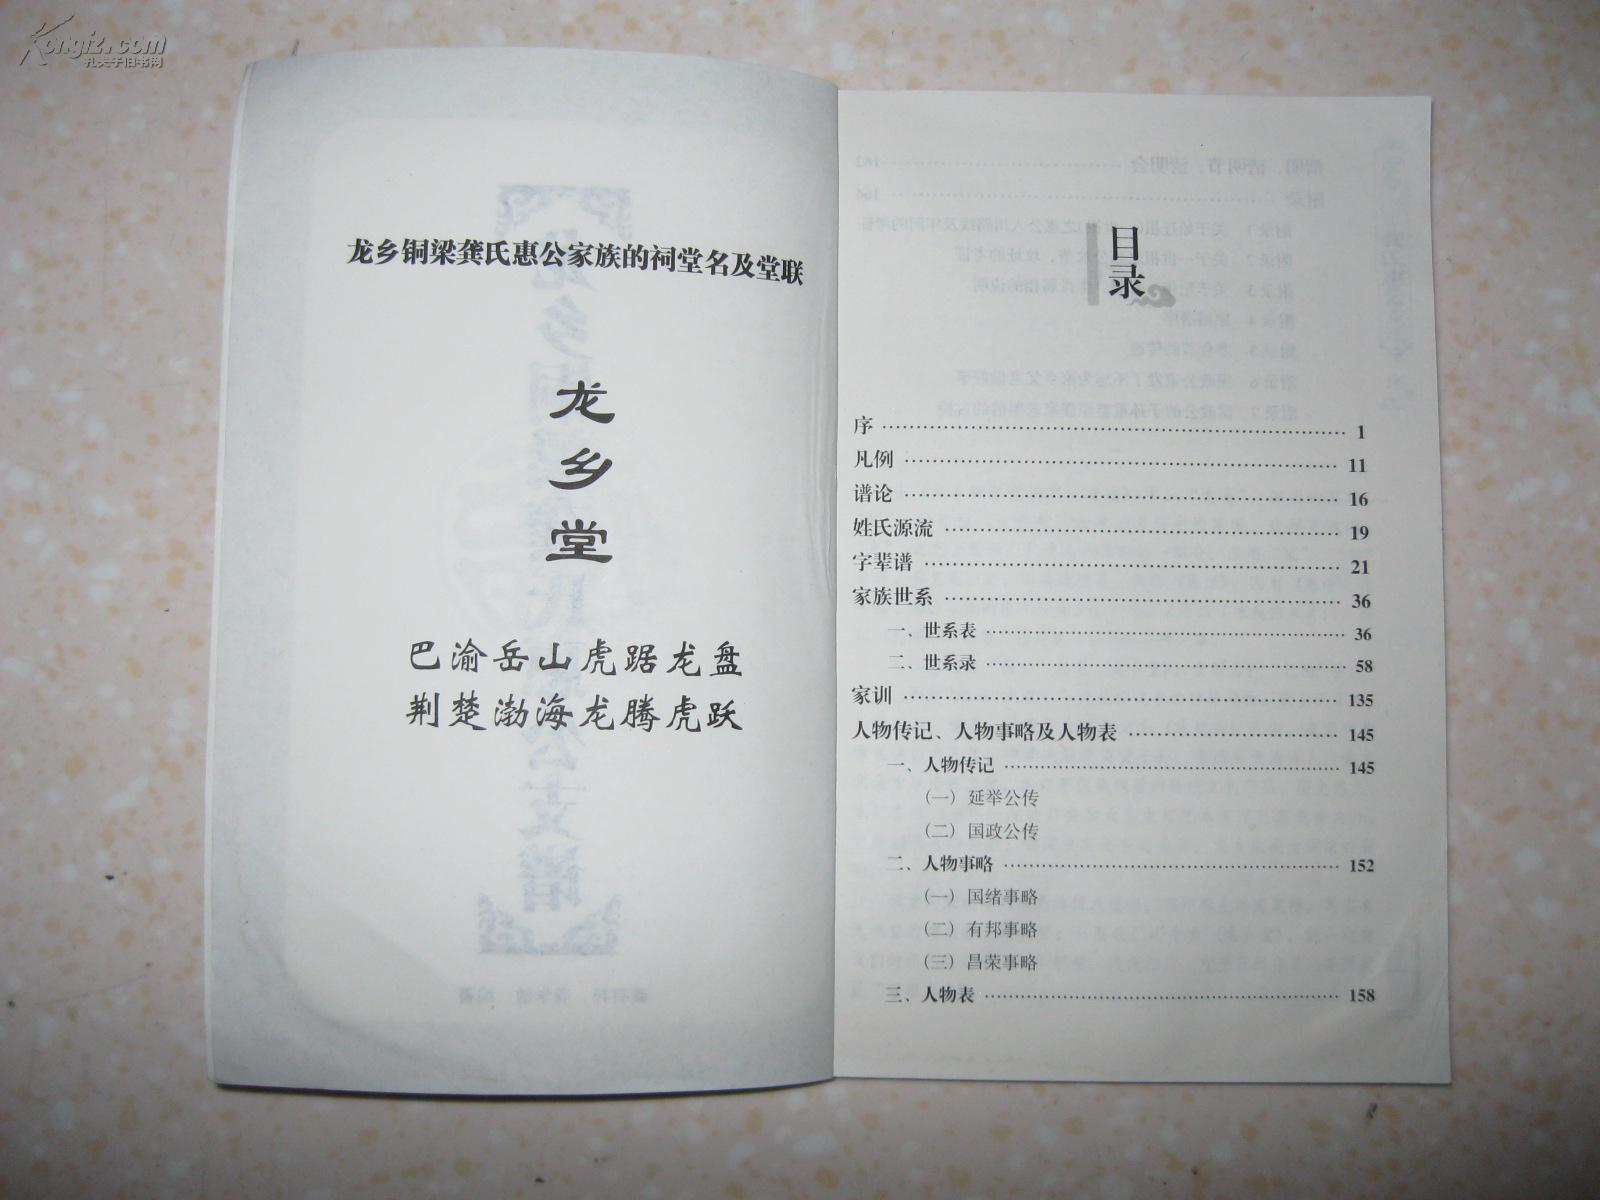 Kongfz.com
孔夫子旧书网
龙乡铜梁龚氏惠公家族的祠堂名及堂联
龙
乡
堂
巴渝岳山虎踞龙盘
荆楚渤海龙腾虎跃
目录
序 1
凡例 11
谱论 16
姓氏源流 19
字辈谱 21
家族世系 36
一、世系表 36
二、世系录 58
家训 135
人物传记、人物事略及人物表 145
一、人物传记 145
（一）延举公传
（二）国政公传
二、人物事略 152
（一）国绪事略
（二）有邦事略
（三）昌荣事略
三、人物表 158